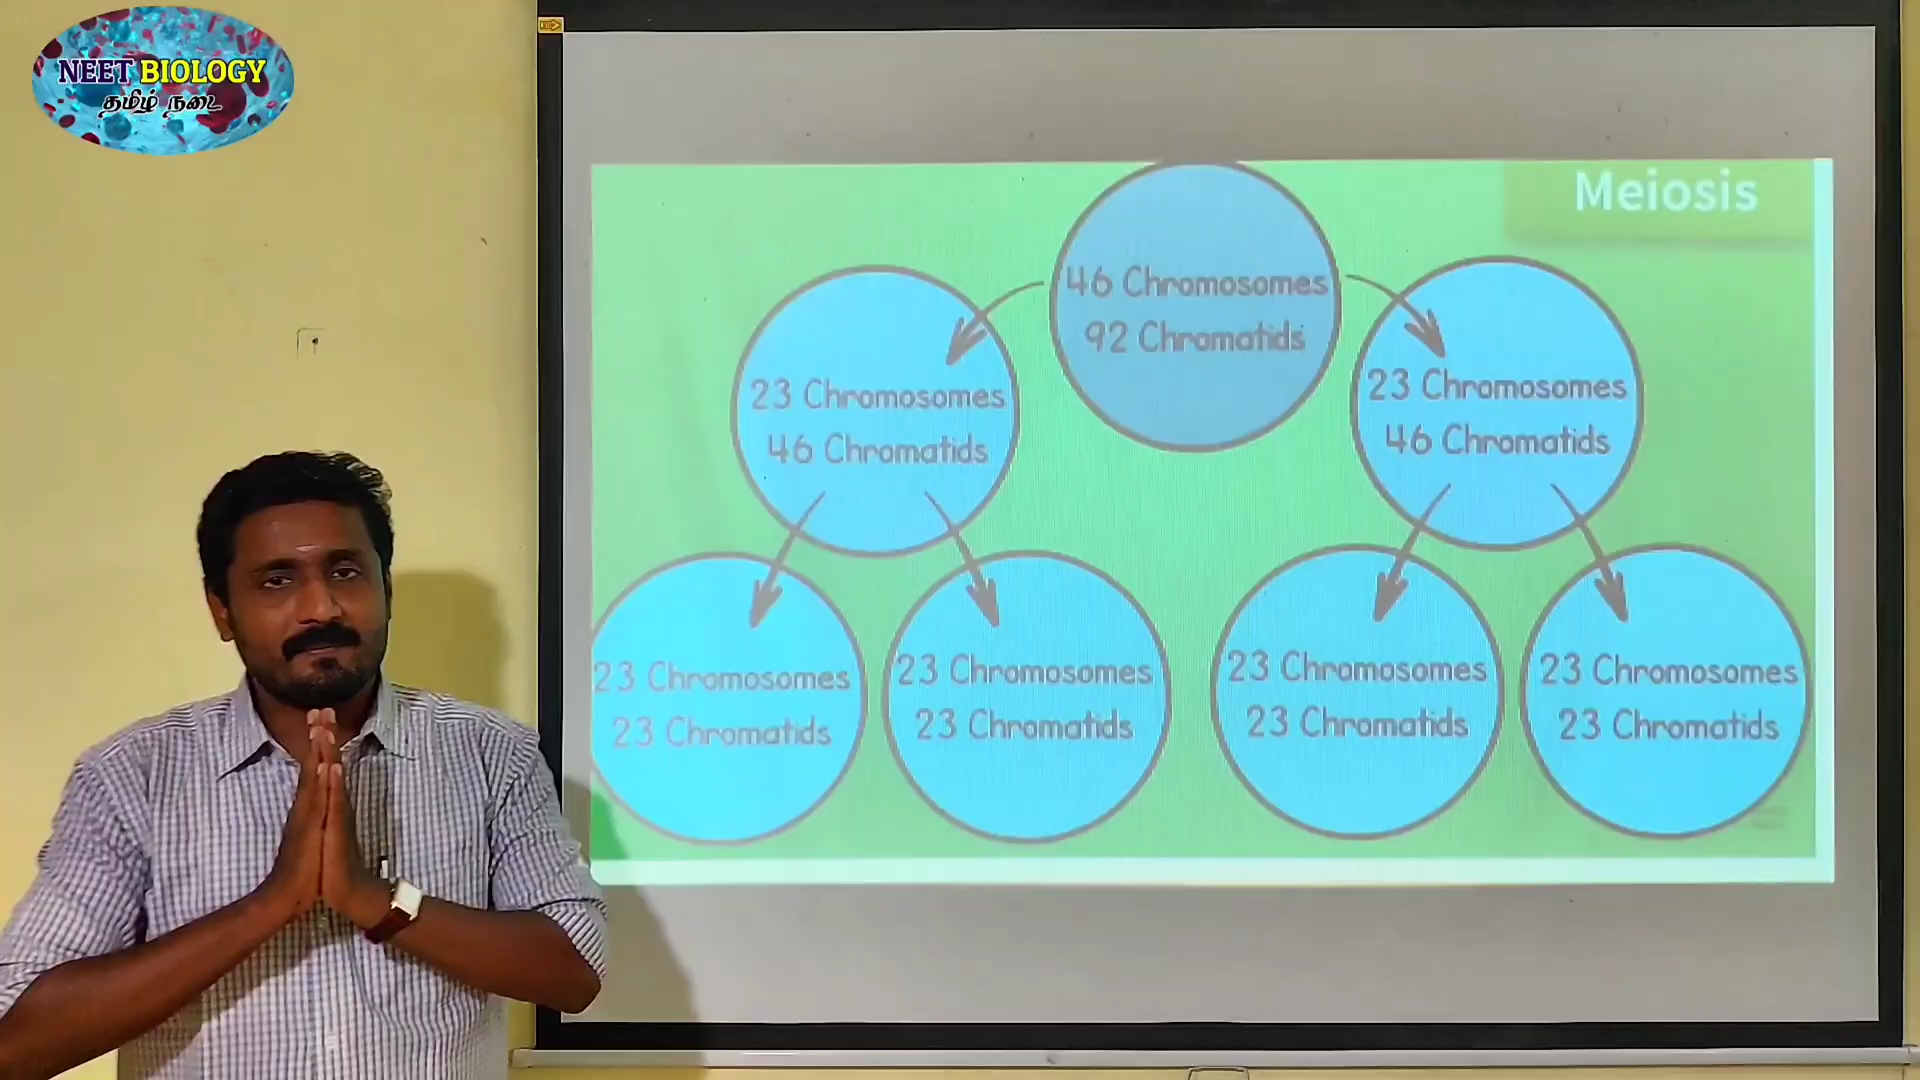 NEET BIOLOGY
தமிழ் நடை
Meiosis
46 Chromosomes
92 Chromatids
23 Chromosomes
46 Chromatids
23 Chromosomes
46 Chromatids
23 Chromosomes
23 Chromatids
23 Chromosomes
23 Chromatids
23 Chromosomes
23 Chromatids
23 Chromosomes
23 Chromatids